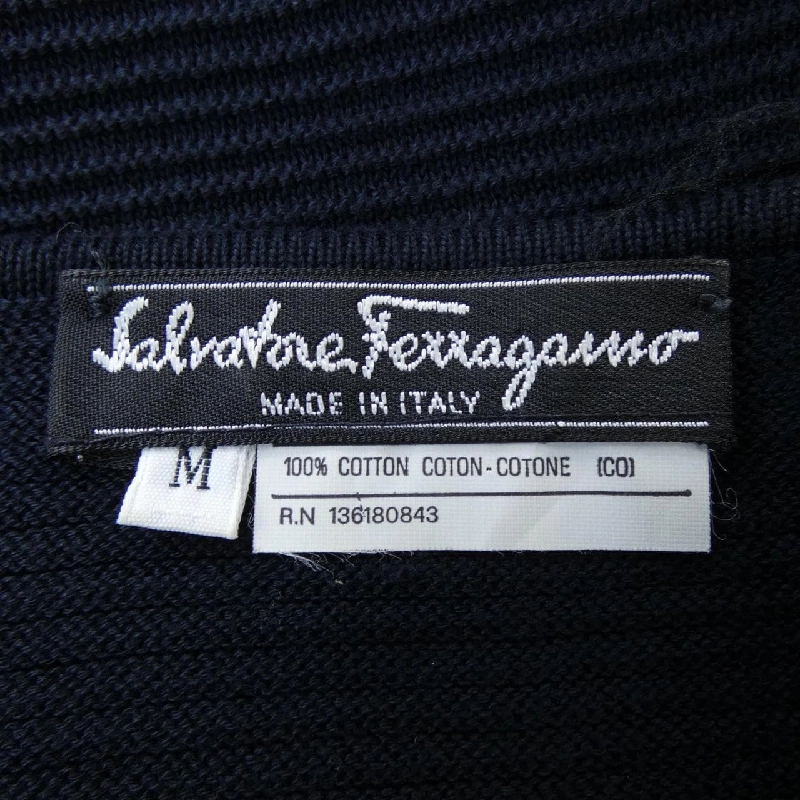 Salvatore Ferragamo
MADE IN ITALY
M
100% COTTON COTON-COTONE (CO)
R.N 136180843